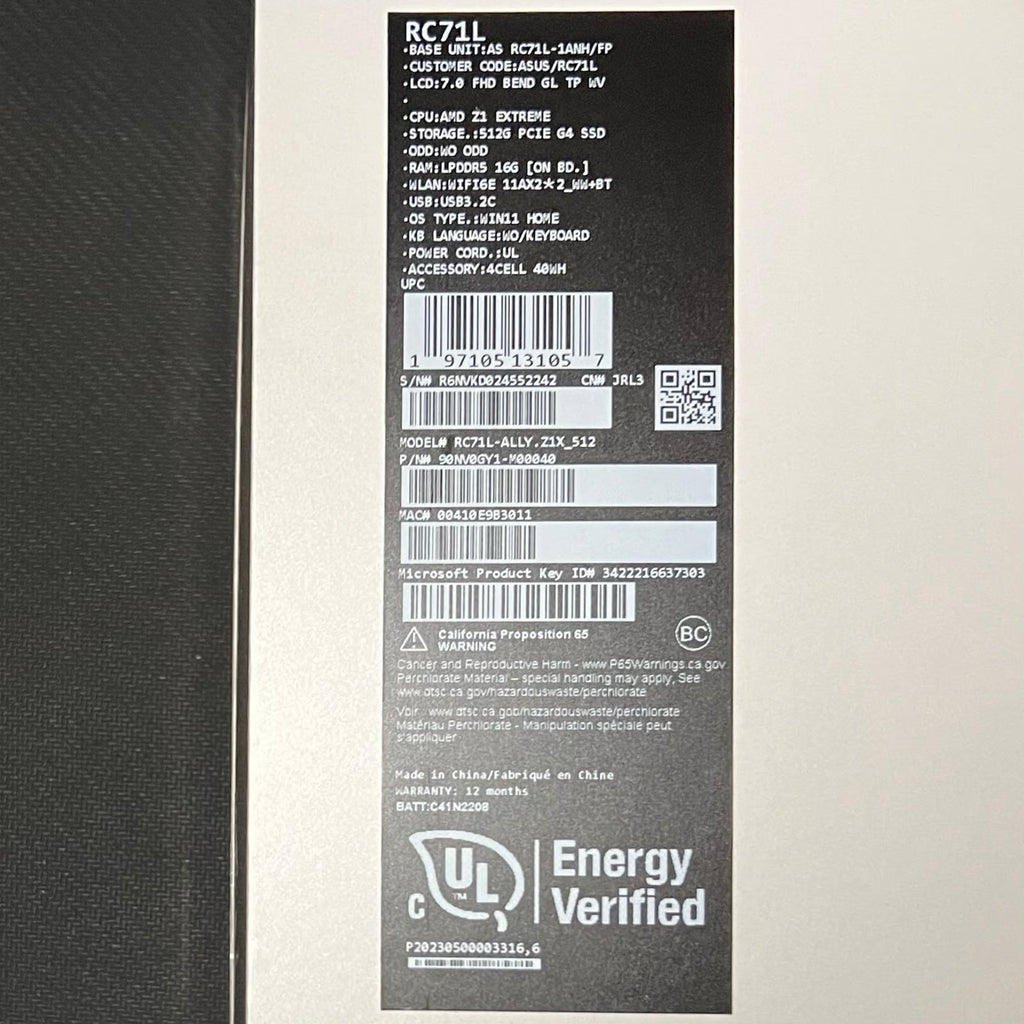 RC71L
·BASE UNIT:AS RC71L-1ANH/FP
·CUSTOMER CODE:ASUS/RC71L
·LCD:7.0 FHD BEND GL TP WV
·
·CPU:AMD Z1 EXTREME
·STORAGE.:512G PCIE G4 SSD
·ODD:WO ODD
·RAM:LPDDR5 16G [ON BD.]
·WLAN:WIFI6E 11AX2*2_WW+BT
·USB:USB3.2C
·OS TYPE.:WIN11 HOME
·KB LANGUAGE:WO/KEYBOARD
·POWER CORD.:UL
·ACCESSORY:4CELL 40WH
UPC
1 97105 13105 7
S/N# R6NVKD024552242 CN# JRL3
MODEL# RC71L-ALLY.Z1X_512
P/N# 90NV0GY1-M00040
MAC# 00410E9B3011
Microsoft Product Key ID# 3422216637303
California Proposition 65
WARNING
BC
Cancer and Reproductive Harm - www.P65Warnings.ca.gov
Perchlorate Material – special handling may apply, See
www.dtsc.ca.gov/hazardouswaste/perchlorate
Voir www.dtsc.ca.gob/hazardouswaste/perchlorate
Matériau Perchlorate - Manipulation spéciale peut
s'appliquer
Made in China/Fabriqué en Chine
WARRANTY: 12 months
BATT:C41N2208
C UL TM
Energy
Verified
P20230500003316,6